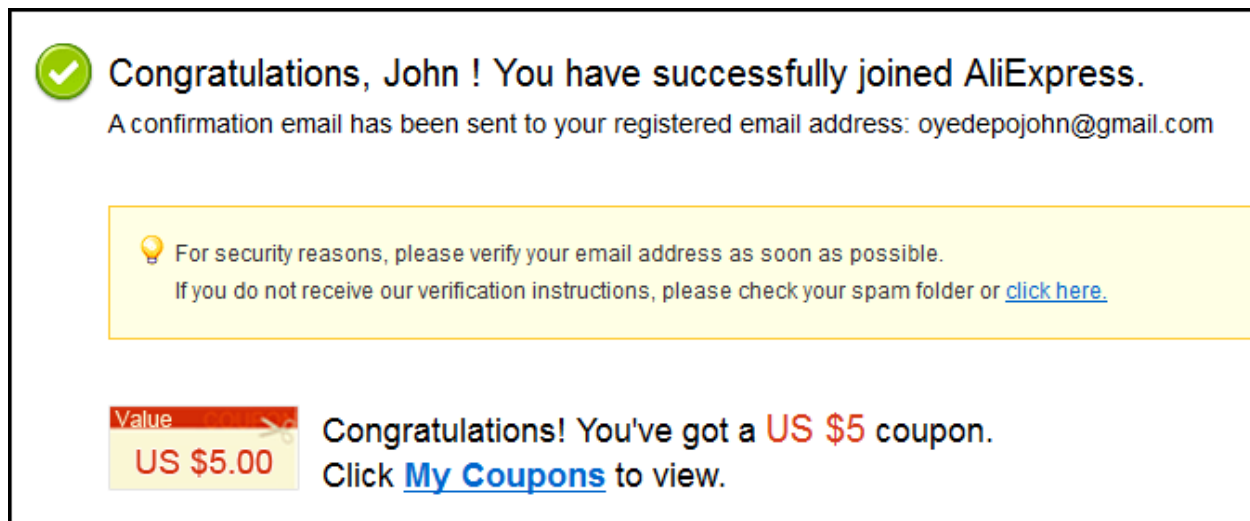 Congratulations, John ! You have successfully joined AliExpress.
A confirmation email has been sent to your registered email address: oyedepojohn@gmail.com
For security reasons, please verify your email address as soon as possible.
If you do not receive our verification instructions, please check your spam folder or click here.
Value COUPON
US $5.00
Congratulations! You've got a US $5 coupon.
Click My Coupons to view.